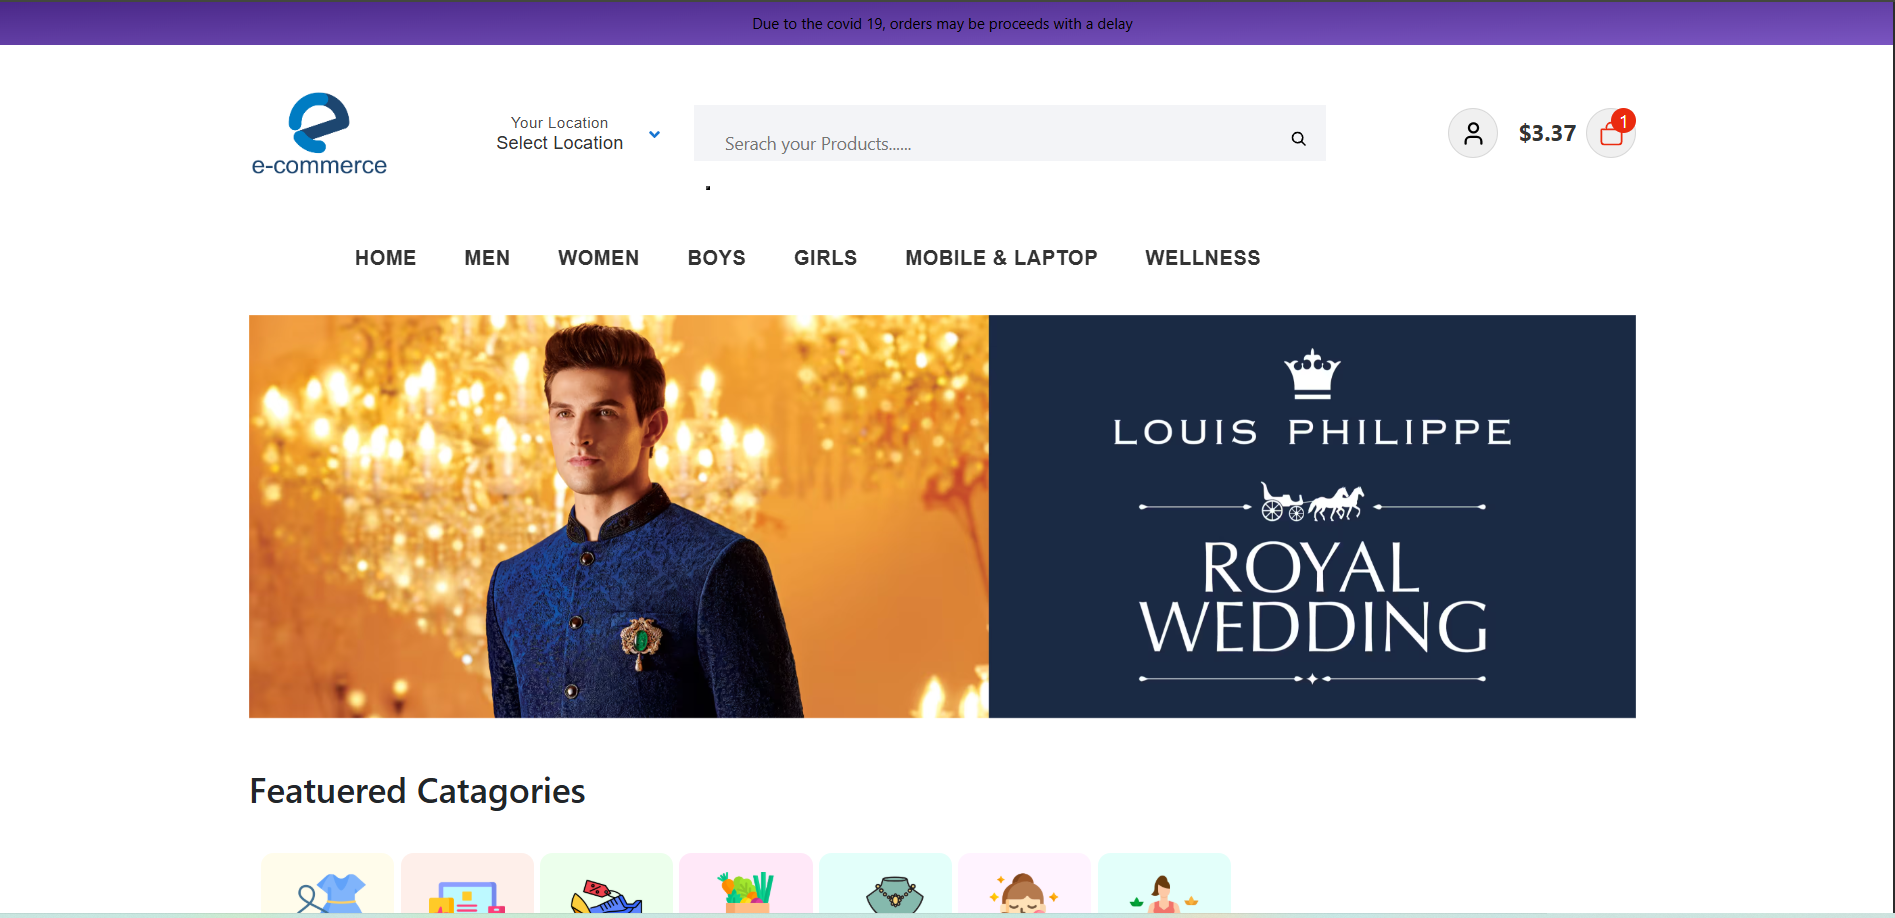 Due to the covid 19, orders may be proceeds with a delay
e-commerce
Your Location
Select Location
Serach your Products......
$3.37
1
HOME MEN WOMEN BOYS GIRLS MOBILE & LAPTOP WELLNESS
LOUIS PHILIPPE
ROYAL
WEDDING
Featuered Catagories
%